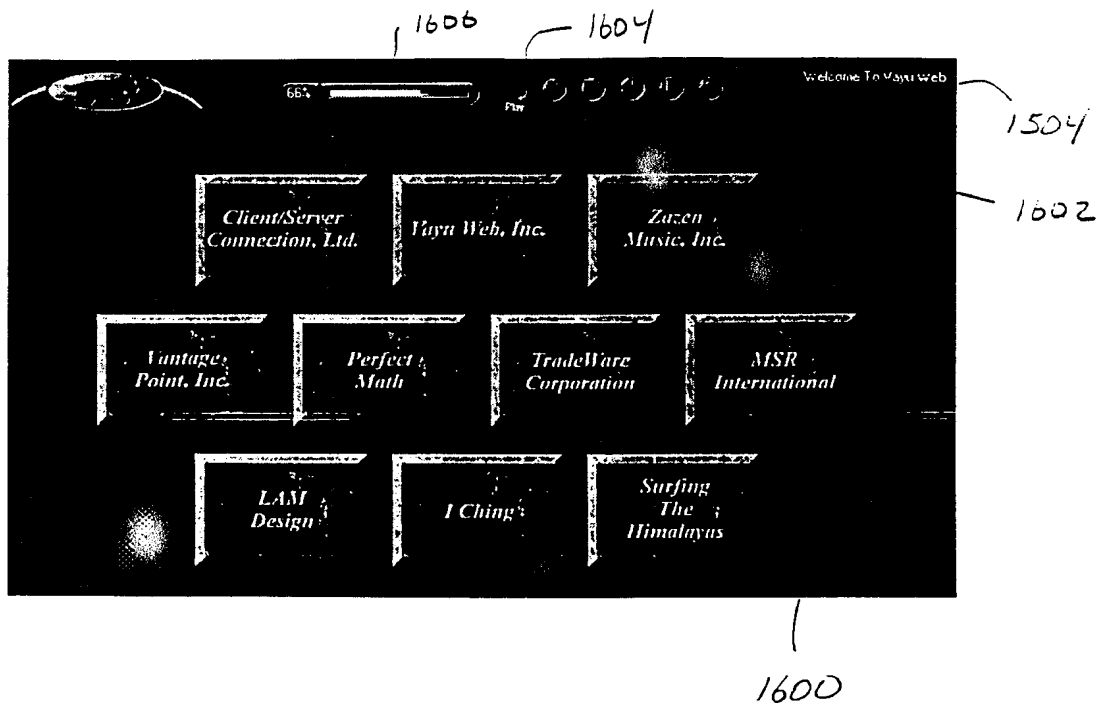 1606
1604
66%
Play
Welcome To Vayu Web
1504
1602
Client/Server
Connection, Ltd.
Vayu Web, Inc.
Zazen
Music, Inc.
Vantage
Point, Inc.
Perfect
Math
TradeWare
Corporation
MSR
International
LAM
Design
I Ching
Surfing
The
Himalayas
1600